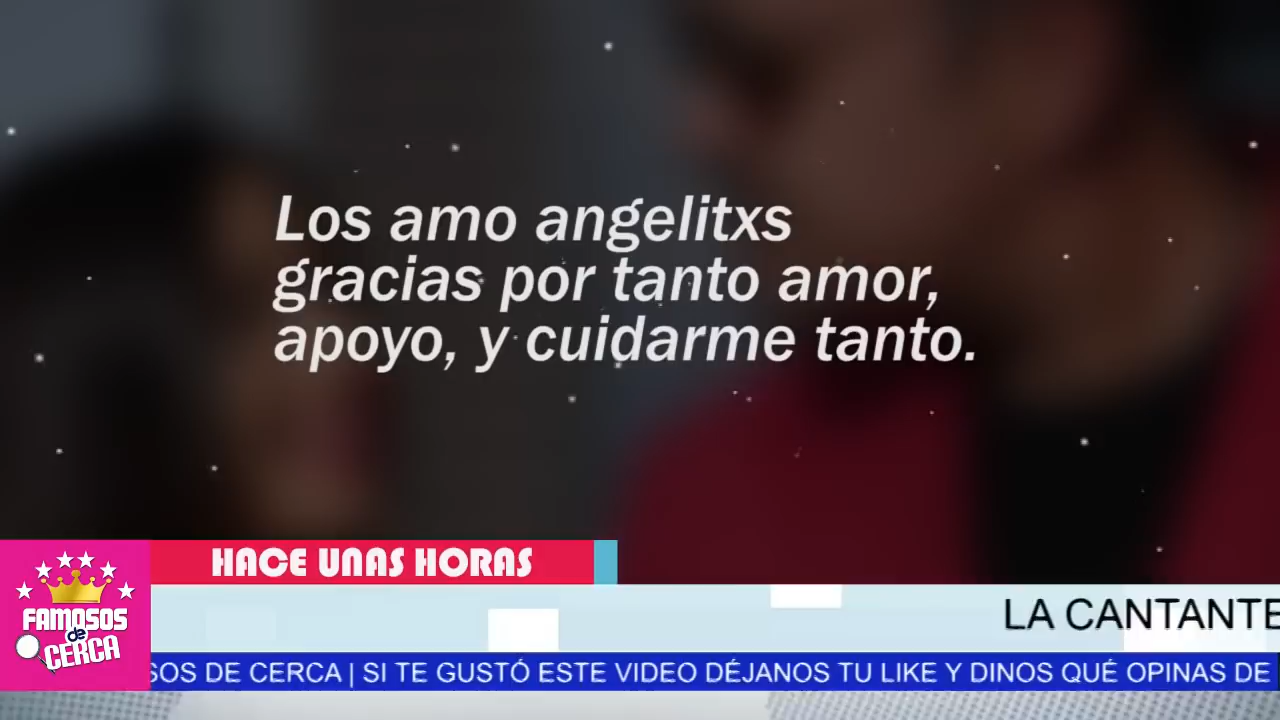 Los amo angelitxs
gracias por tanto amor,
apoyo, y cuidarme tanto.
HACE UNAS HORAS
FAMOSOS
de
CERCA
LA CANTANTE
SOS DE CERCA | SI TE GUSTÓ ESTE VIDEO DÉJANOS TU LIKE Y DINOS QUÉ OPINAS DE